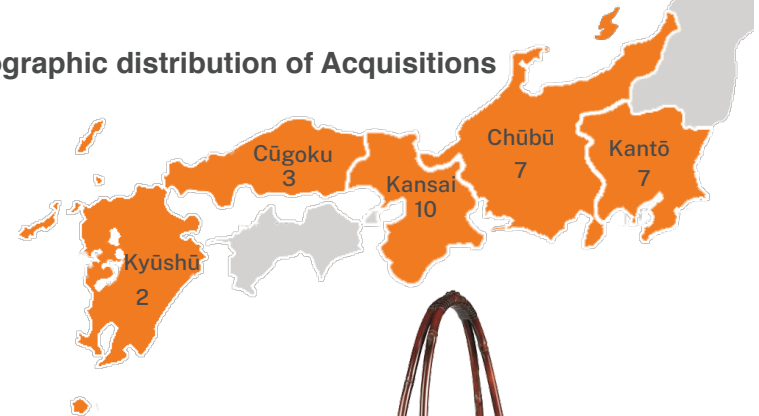 ographic distribution of Acquisitions
Chūbū
7
Kantō
7
Cūgoku
3
Kansai
10
Kyūshū
2